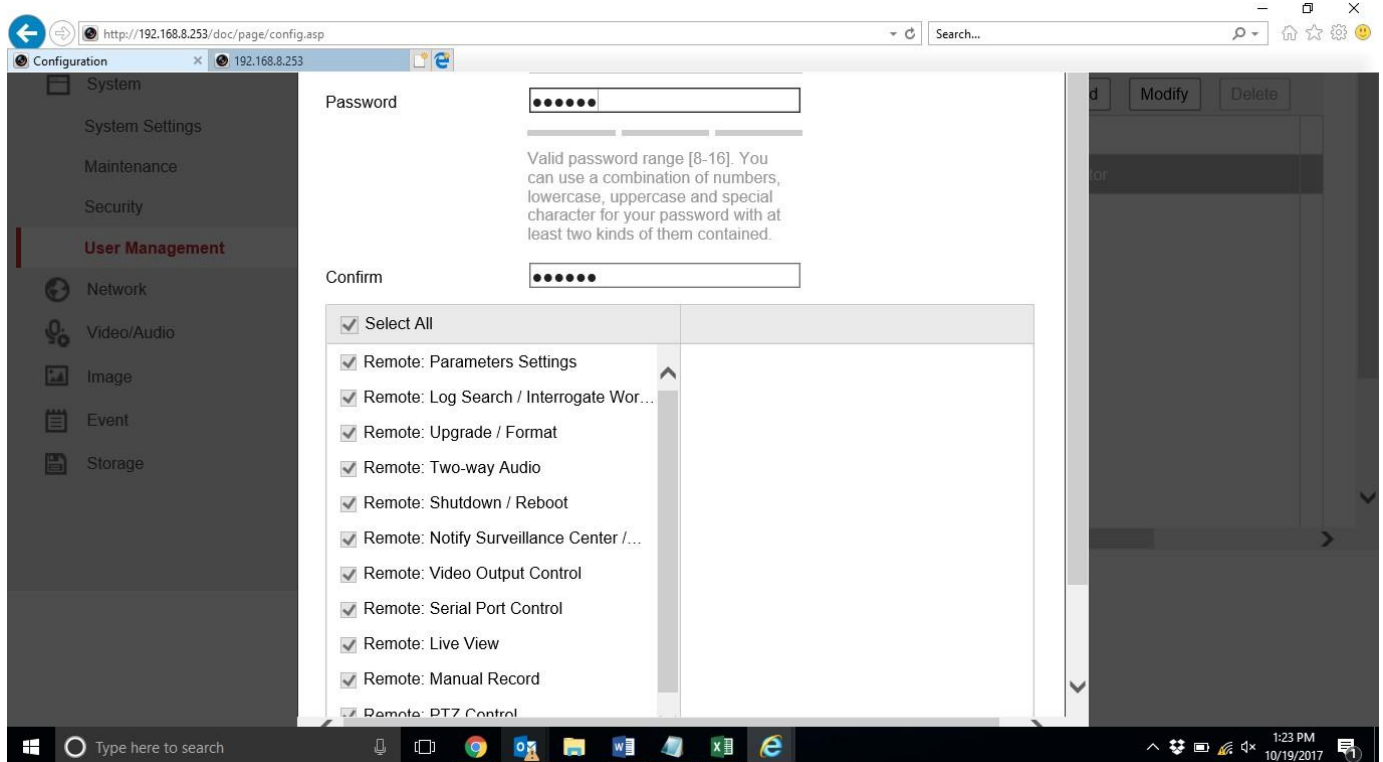 http://192.168.8.253/doc/page/config.asp
Search...
Configuration
192.168.8.253
System
System Settings
Maintenance
Security
User Management
Network
Video/Audio
Image
Event
Storage
Password
••••••
Valid password range [8-16]. You
can use a combination of numbers,
lowercase, uppercase and special
character for your password with at
least two kinds of them contained.
Confirm
••••••
Select All
Remote: Parameters Settings
Remote: Log Search / Interrogate Wor...
Remote: Upgrade / Format
Remote: Two-way Audio
Remote: Shutdown / Reboot
Remote: Notify Surveillance Center /...
Remote: Video Output Control
Remote: Serial Port Control
Remote: Live View
Remote: Manual Record
Remote: PTZ Control
d
Modify
Delete
tor
Type here to search
1:23 PM
10/19/2017